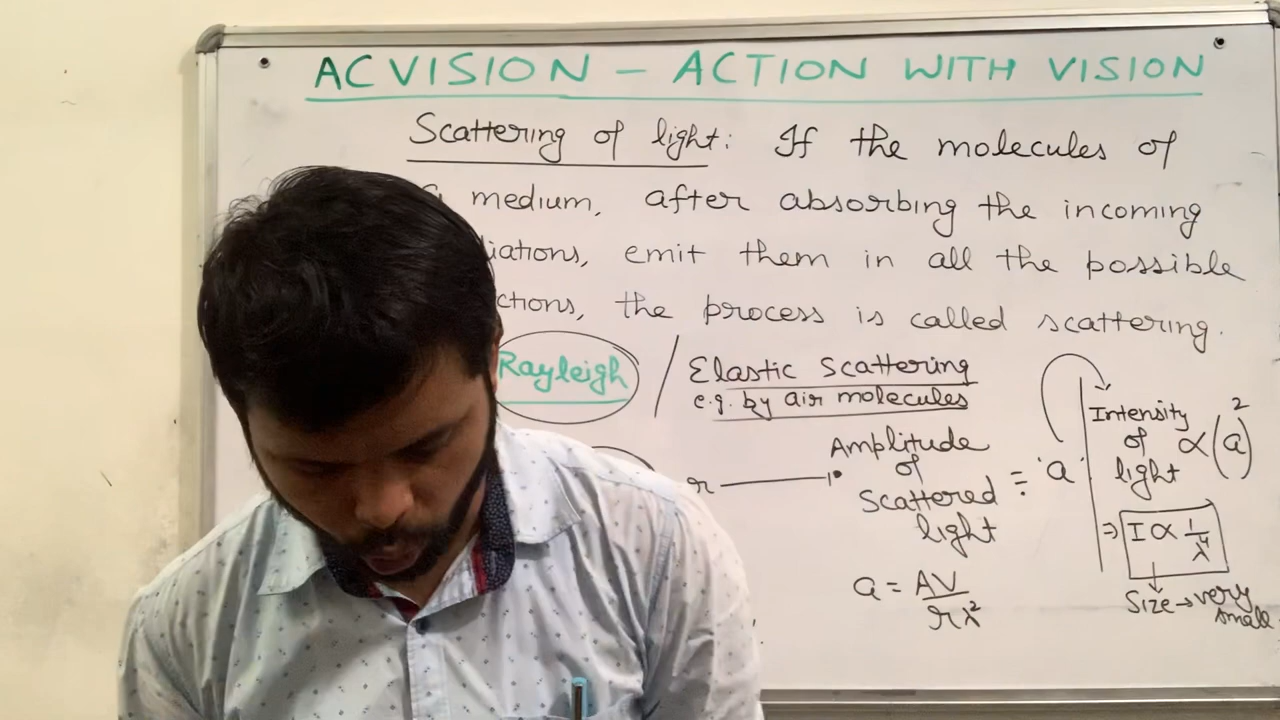 ACVISION – ACTION WITH VISION
Scattering of light: If the molecules of
a medium, after absorbing the incoming
iations, emit them in all the possible
ctions, the process is called scattering.
Rayleigh / Elastic Scattering
e.g. by air molecules
r → Amplitude of Scattered light = 'a'
a = AV/rλ²
Intensity of light ∝ (a)²
⇒ I ∝ 1/λ⁴
Size → very small